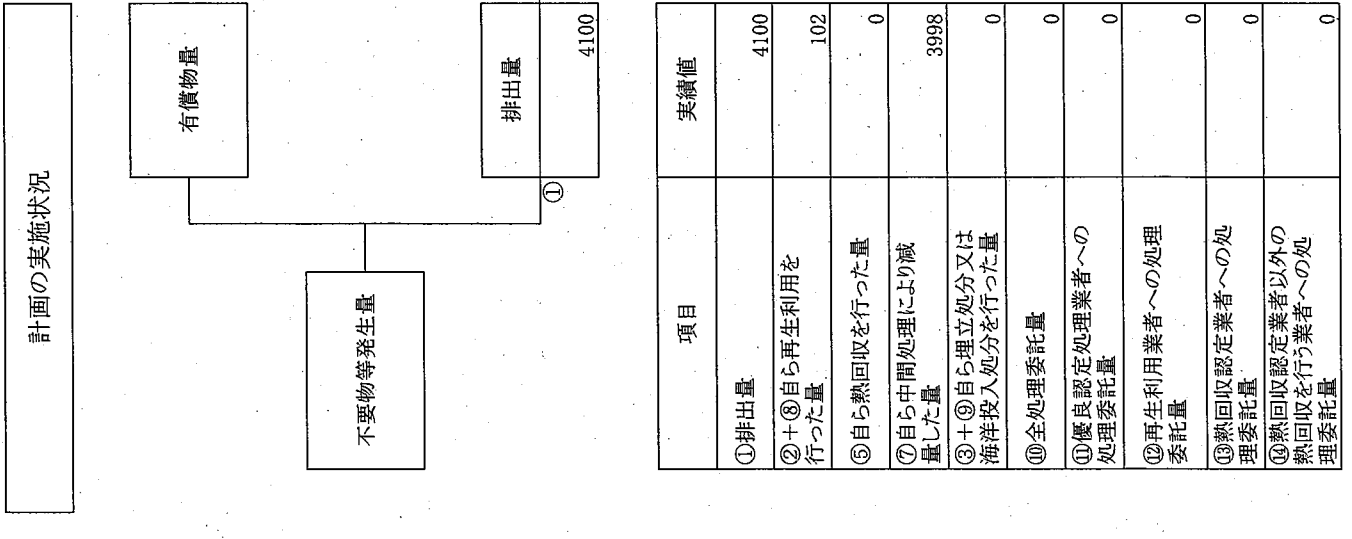 計画の実施状況
有償物量
不要物等発生量
排出量
①
4100
項目
実績値
①排出量
4100
②+⑧自ら再生利用を
行った量
102
⑤自ら熱回収を行った量
0
⑦自ら中間処理により減
量した量
3998
③+⑨自ら埋立処分又は
海洋投入処分を行った量
0
⑩全処理委託量
0
⑪優良認定処理業者への
処理委託量
0
⑫再生利用業者への処理
委託量
0
⑬熱回収認定業者への処
理委託量
0
⑭熱回収認定業者以外の
熱回収を行う業者への処
理委託量
0